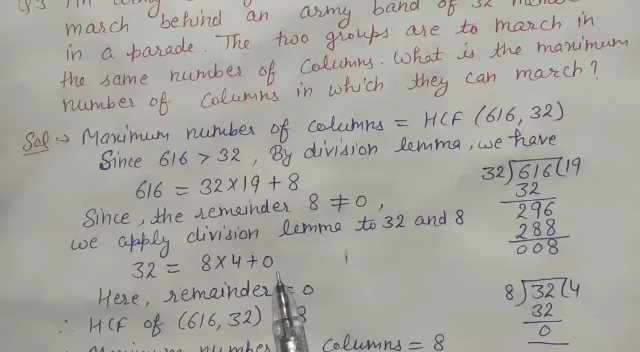 march behind an army band of 32
in a parade. The two groups are to march in
the same number of columns. What is the maximum
number of columns in which they can march?
Sol → Maximum number of columns = HCF (616, 32)
Since 616 > 32, By division lemma, we have
616 = 32×19 + 8
32)616(19
32
296
288
008
Since, the remainder 8 ≠ 0,
we apply division lemma to 32 and 8
32 = 8×4+0
8)32(4
32
0
Here, remainder = 0
∴ HCF of (616, 32)
number columns = 8